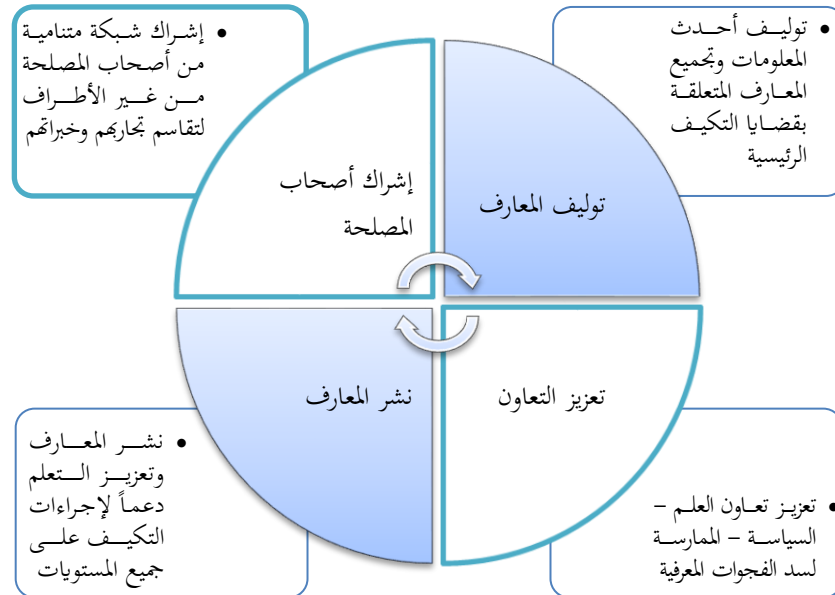 • توليف أحدث
المعلومات وتجميع
المعارف المتعلقة
بقضايا التكيف
الرئيسية
• إشراك شبكة متنامية
من أصحاب المصلحة
من غير الأطراف
لتقاسم تجاربهم وخبراتهم
توليف المعارف
إشراك أصحاب
المصلحة
تعزيز التعاون
نشر المعارف
• تعزيز تعاون العلم –
السياسة – الممارسة
لسد الفجوات المعرفية
• نشر المعارف
وتعزيز التعلم
دعماً لإجراءات
التكيف على
جميع المستويات